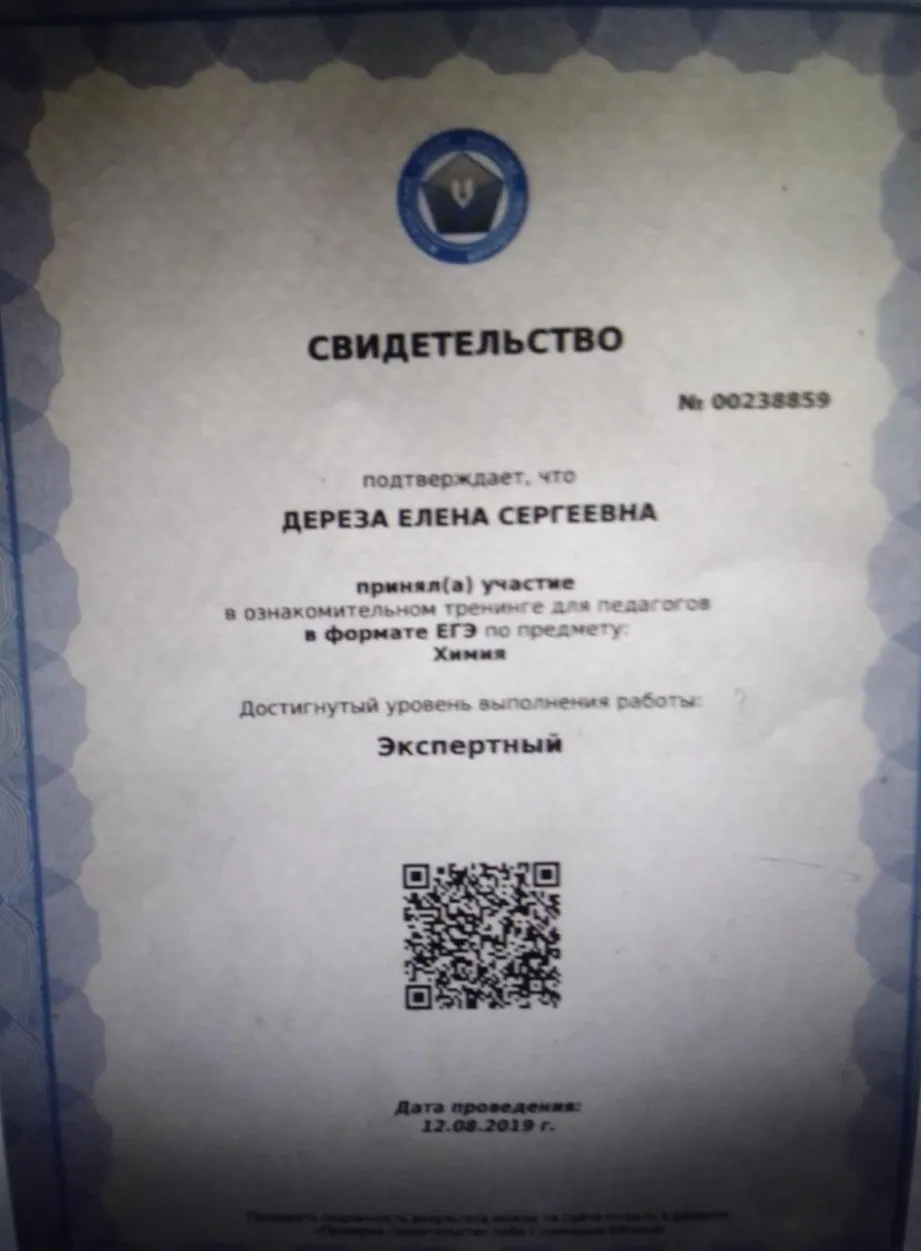 СВИДЕТЕЛЬСТВО
№ 00238859
подтверждает, что
ДЕРЕЗА ЕЛЕНА СЕРГЕЕВНА
принял(а) участие
в ознакомительном тренинге для педагогов
в формате ЕГЭ по предмету:
Химия
Достигнутый уровень выполнения работы:
Экспертный
Дата проведения:
12.08.2019 г.